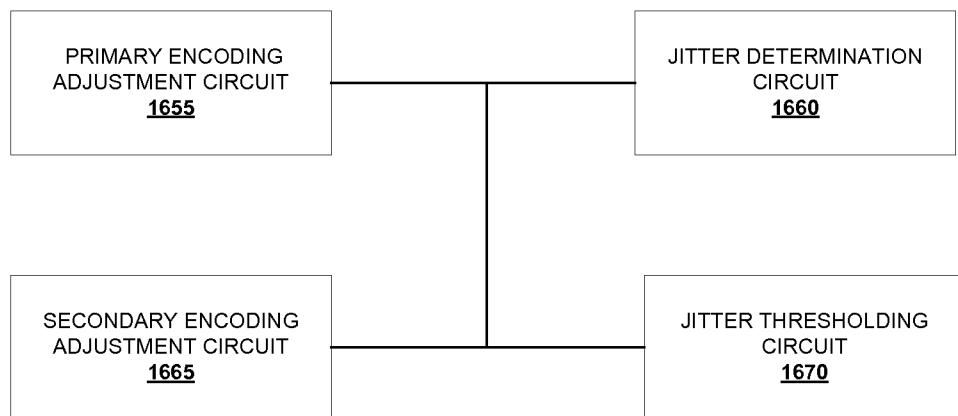 PRIMARY ENCODING
ADJUSTMENT CIRCUIT
1655
JITTER DETERMINATION
CIRCUIT
1660
SECONDARY ENCODING
ADJUSTMENT CIRCUIT
1665
JITTER THRESHOLDING
CIRCUIT
1670